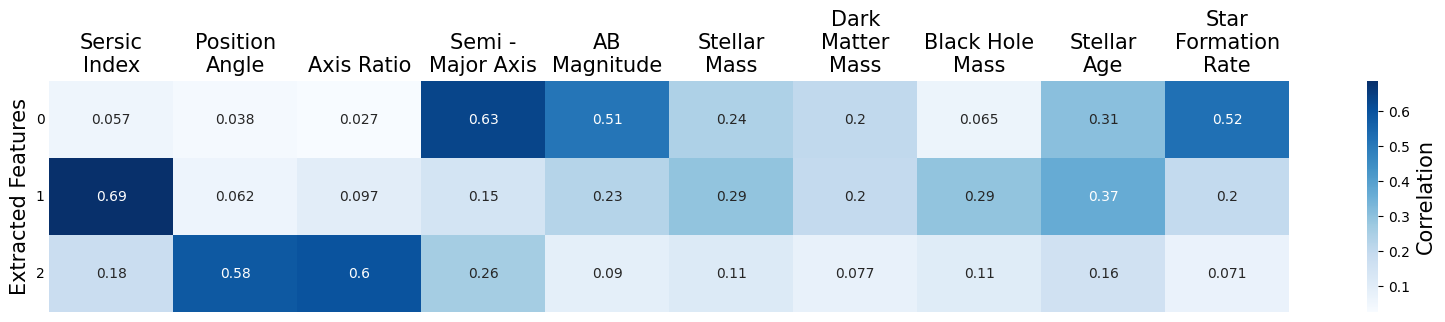 Sersic
Index
Position
Angle
Axis Ratio
Semi -
Major Axis
AB
Magnitude
Stellar
Mass
Dark
Matter
Mass
Black Hole
Mass
Stellar
Age
Star
Formation
Rate
Extracted Features
0 0.057 0.038 0.027 0.63 0.51 0.24 0.2 0.065 0.31 0.52
1 0.69 0.062 0.097 0.15 0.23 0.29 0.2 0.29 0.37 0.2
2 0.18 0.58 0.6 0.26 0.09 0.11 0.077 0.11 0.16 0.071
0.6
0.5
0.4
0.3
0.2
0.1
Correlation